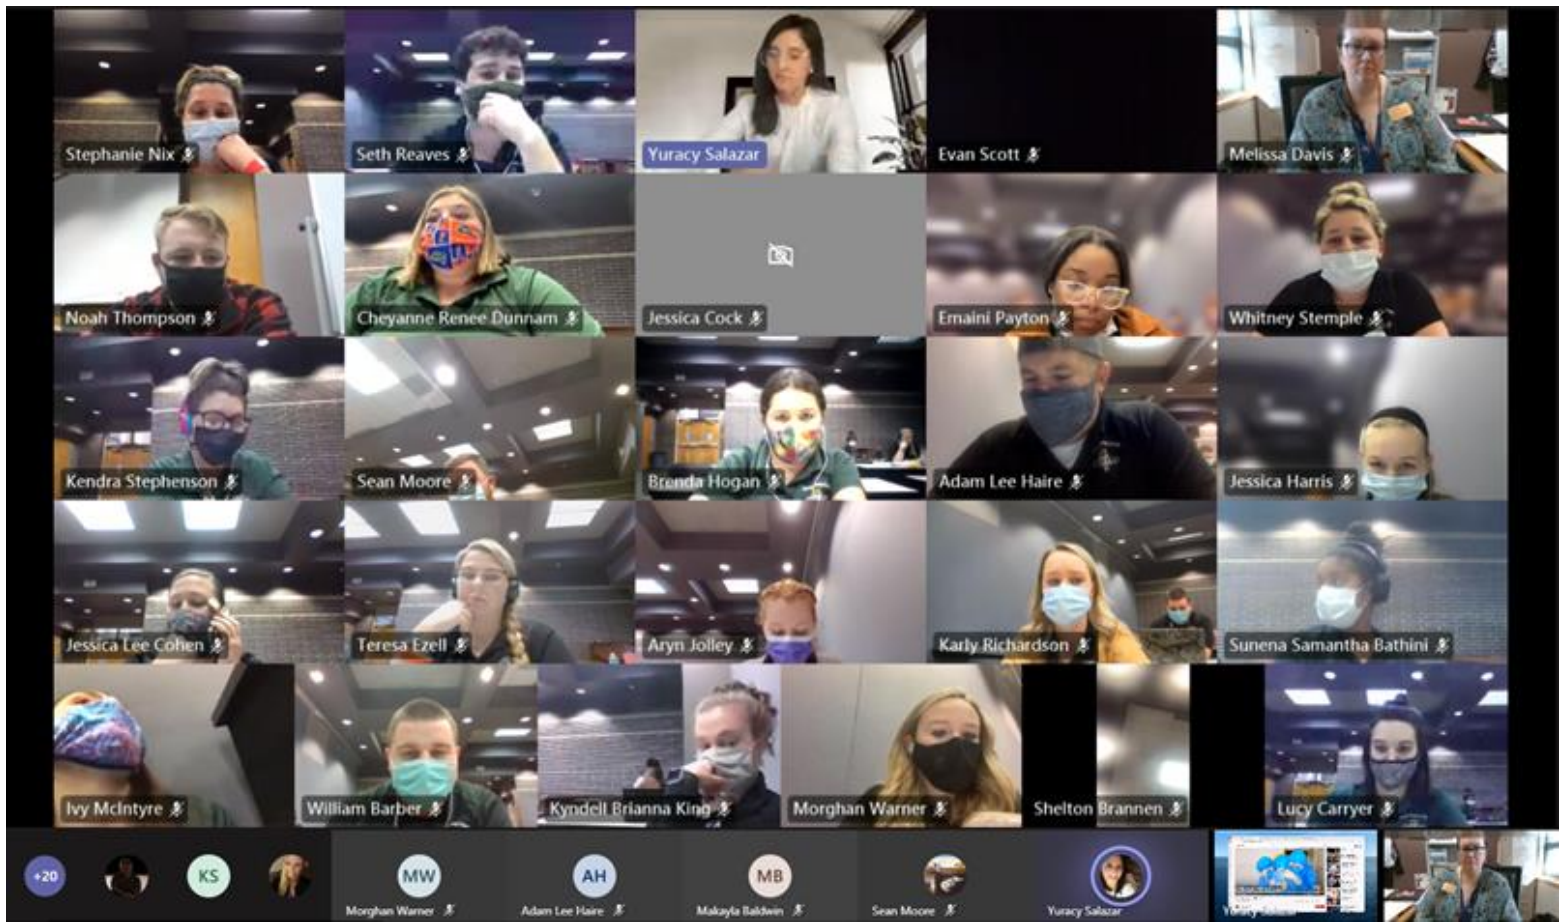 Stephanie Nix
Seth Reaves
Yuracy Salazar
Evan Scott
Melissa Davis
Noah Thompson
Cheyanne Renee Dunnam
Jessica Cock
Emaini Payton
Whitney Stemple
Kendra Stephenson
Sean Moore
Brenda Hogan
Adam Lee Haire
Jessica Harris
Jessica Lee Cohen
Teresa Ezell
Aryn Jolley
Karly Richardson
Sunena Samantha Bathini
Ivy McIntyre
William Barber
Kyndell Brianna King
Morghan Warner
Shelton Brannen
Lucy Carryer
+20
KS
MW
Morghan Warner
AH
Adam Lee Haire
MB
Makayla Baldwin
Sean Moore
Yuracy Salazar